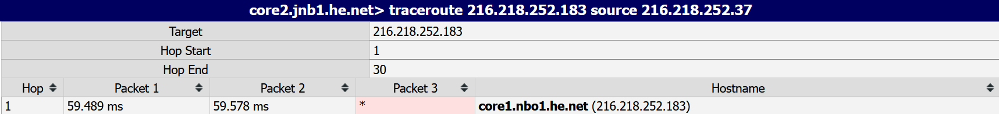 core2.jnb1.he.net> traceroute 216.218.252.183 source 216.218.252.37
Target 216.218.252.183
Hop Start 1
Hop End 30
Hop Packet 1 Packet 2 Packet 3 Hostname
1 59.489 ms 59.578 ms * core1.nbo1.he.net (216.218.252.183)